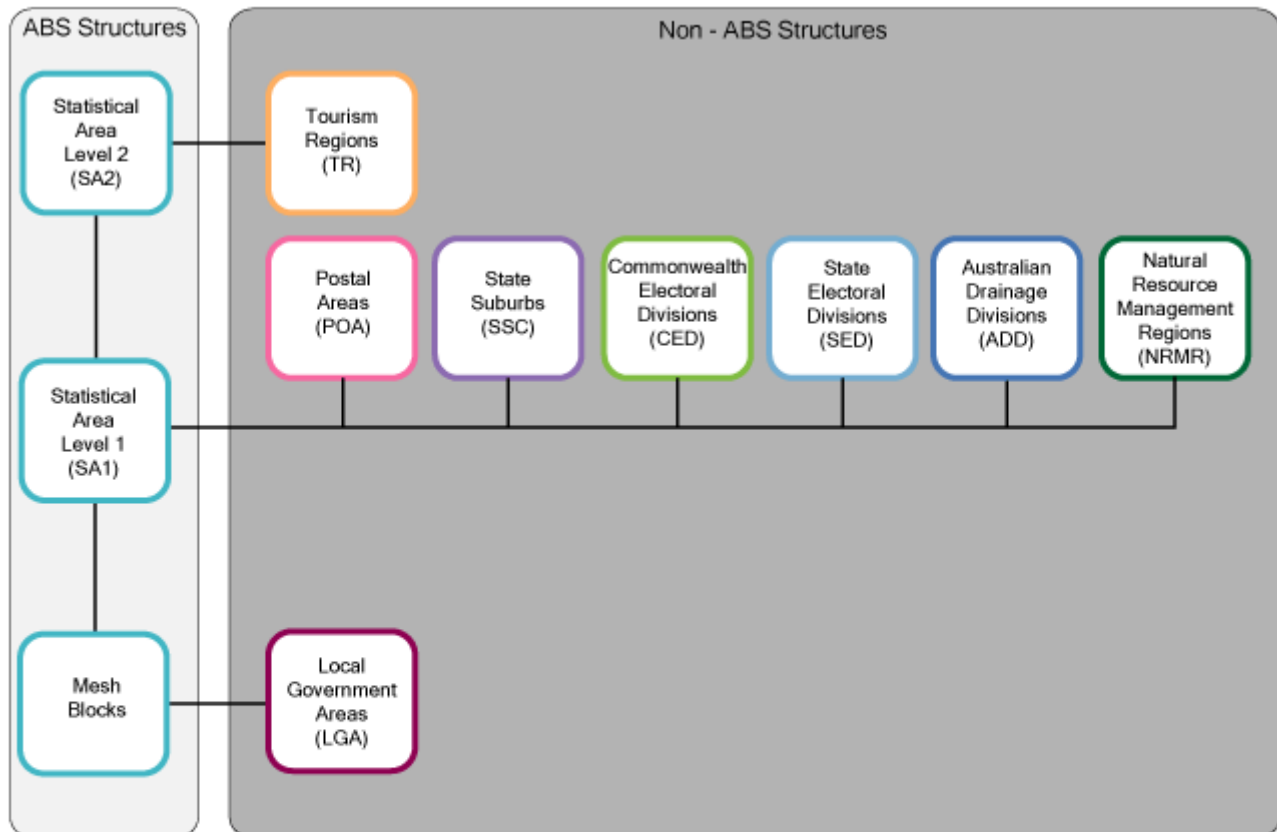 ABS Structures
Non - ABS Structures
Statistical
Area
Level 2
(SA2)
Tourism
Regions
(TR)
Postal
Areas
(POA)
State
Suburbs
(SSC)
Commonwealth
Electoral
Divisions
(CED)
State
Electoral
Divisions
(SED)
Australian
Drainage
Divisions
(ADD)
Natural
Resource
Management
Regions
(NRMR)
Statistical
Area
Level 1
(SA1)
Mesh
Blocks
Local
Government
Areas
(LGA)